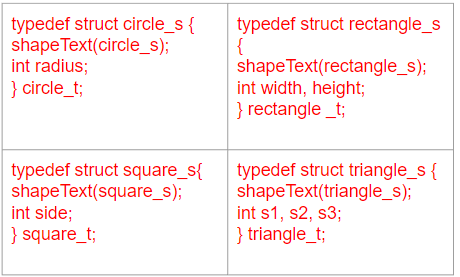 typedef struct circle_s {
shapeText(circle_s);
int radius;
} circle_t;
typedef struct rectangle_s
{
shapeText(rectangle_s);
int width, height;
} rectangle _t;
typedef struct square_s{
shapeText(square_s);
int side;
} square_t;
typedef struct triangle_s {
shapeText(triangle_s);
int s1, s2, s3;
} triangle_t;